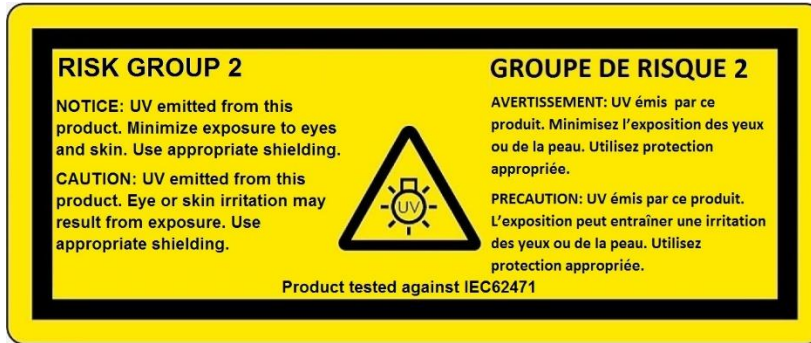 RISK GROUP 2
NOTICE: UV emitted from this
product. Minimize exposure to eyes
and skin. Use appropriate shielding.
CAUTION: UV emitted from this
product. Eye or skin irritation may
result from exposure. Use
appropriate shielding.
UV
GROUPE DE RISQUE 2
AVERTISSEMENT: UV émis par ce
produit. Minimisez l’exposition des yeux
ou de la peau. Utilisez protection
appropriée.
PRECAUTION: UV émis par ce produit.
L’exposition peut entraîner une irritation
des yeux ou de la peau. Utilisez
protection appropriée.
Product tested against IEC62471